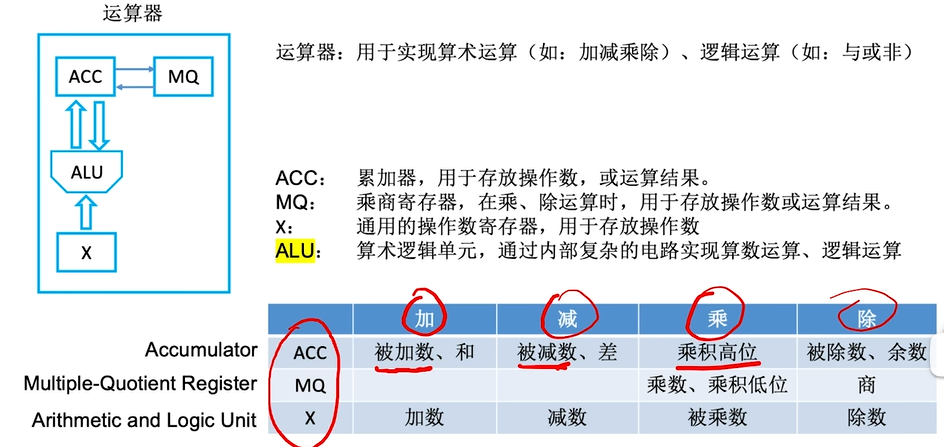 运算器
运算器：用于实现算术运算（如：加减乘除）、逻辑运算（如：与或非）
ACC
MQ
ALU
X
ACC： 累加器，用于存放操作数，或运算结果。
MQ： 乘商寄存器，在乘、除运算时，用于存放操作数或运算结果。
X： 通用的操作数寄存器，用于存放操作数
ALU： 算术逻辑单元，通过内部复杂的电路实现算数运算、逻辑运算
加 减 乘 除
Accumulator ACC 被加数、和 被减数、差 乘积高位 被除数、余数
Multiple-Quotient Register MQ 乘数、乘积低位 商
Arithmetic and Logic Unit X 加数 减数 被乘数 除数